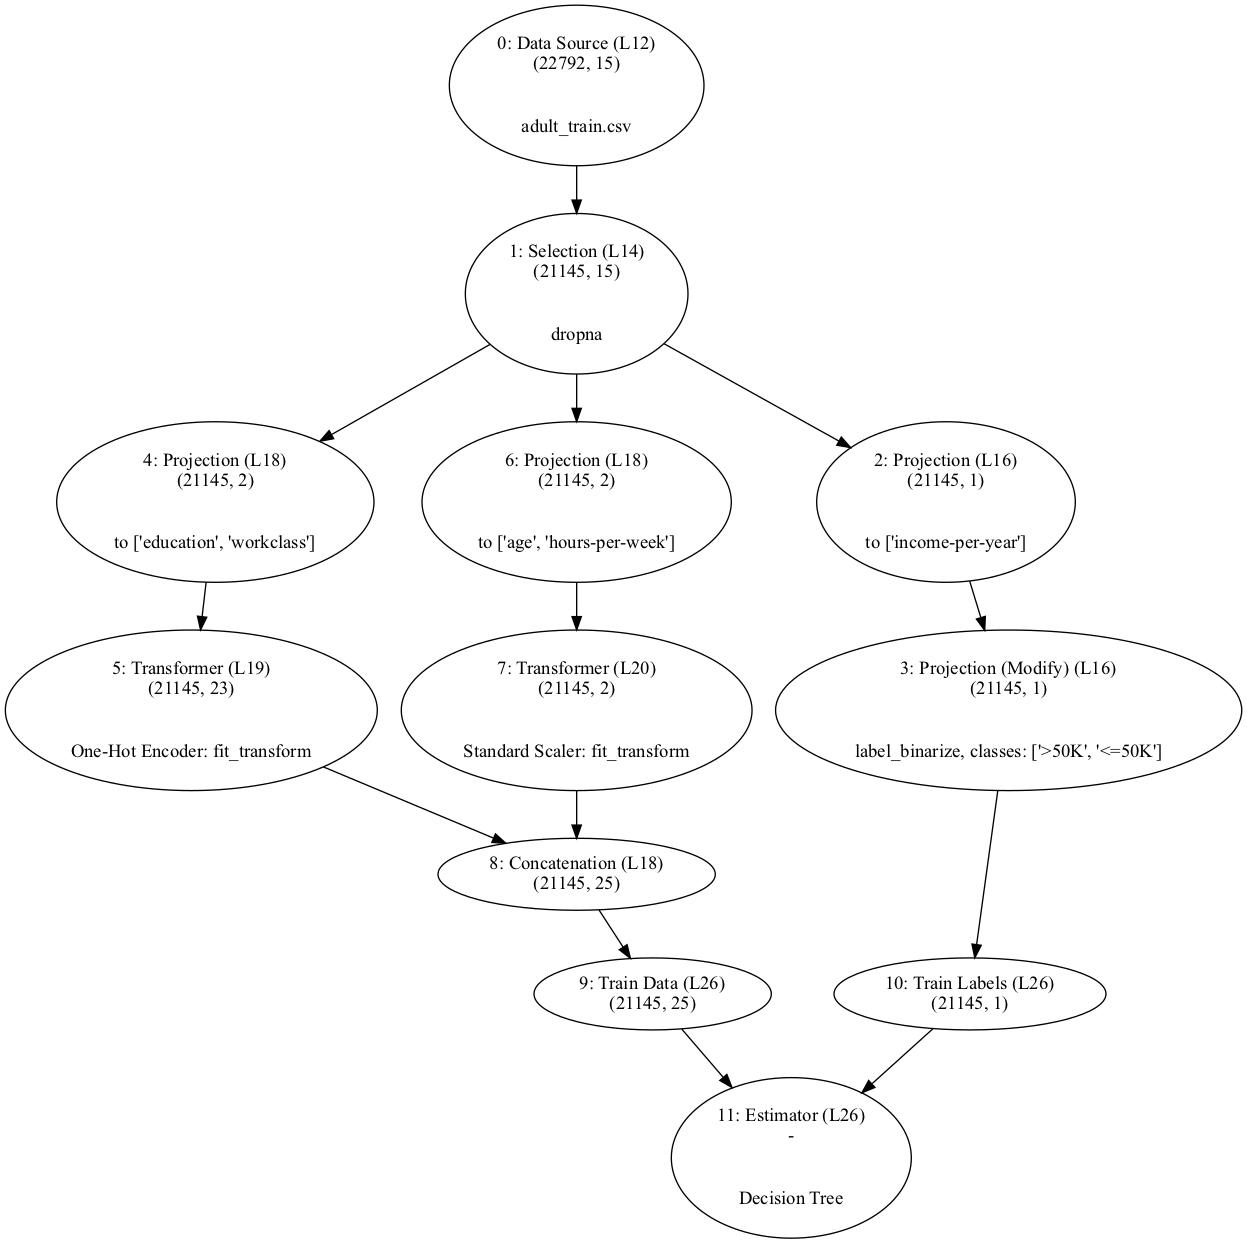 0: Data Source (L12)
(22792, 15)
adult_train.csv
1: Selection (L14)
(21145, 15)
dropna
4: Projection (L18)
(21145, 2)
to ['education', 'workclass']
6: Projection (L18)
(21145, 2)
to ['age', 'hours-per-week']
2: Projection (L16)
(21145, 1)
to ['income-per-year']
5: Transformer (L19)
(21145, 23)
One-Hot Encoder: fit_transform
7: Transformer (L20)
(21145, 2)
Standard Scaler: fit_transform
3: Projection (Modify) (L16)
(21145, 1)
label_binarize, classes: ['>50K', '<=50K']
8: Concatenation (L18)
(21145, 25)
9: Train Data (L26)
(21145, 25)
10: Train Labels (L26)
(21145, 1)
11: Estimator (L26)
-
Decision Tree